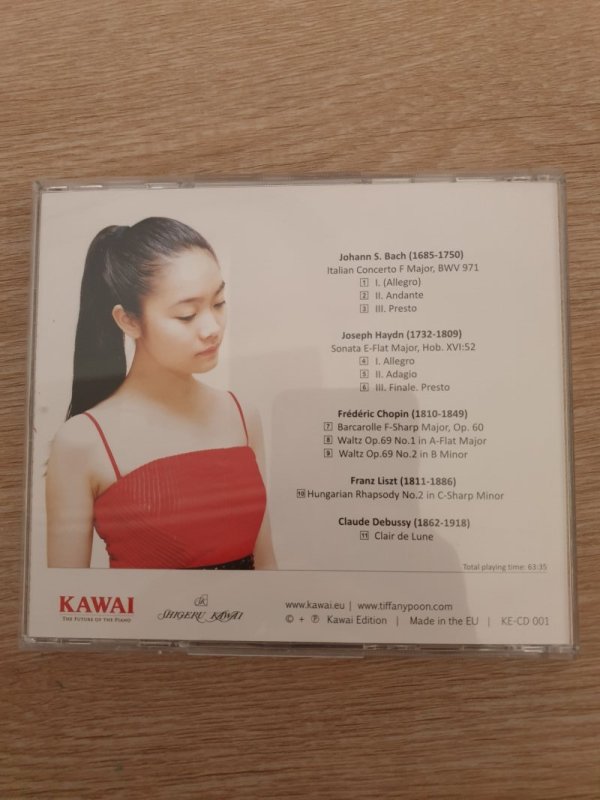 Johann S. Bach (1685-1750)
Italian Concerto F Major, BWV 971
1 I. (Allegro)
2 II. Andante
3 III. Presto
Joseph Haydn (1732-1809)
Sonata E-Flat Major, Hob. XVI:52
4 I. Allegro
5 II. Adagio
6 III. Finale. Presto
Frédéric Chopin (1810-1849)
7 Barcarolle F-Sharp Major, Op. 60
8 Waltz Op.69 No.1 in A-Flat Major
9 Waltz Op.69 No.2 in B Minor
Franz Liszt (1811-1886)
10 Hungarian Rhapsody No.2 in C-Sharp Minor
Claude Debussy (1862-1918)
11 Clair de Lune
Total playing time: 63:35
KAWAI
THE FUTURE OF THE PIANO
SK
SHIGERU KAWAI
www.kawai.eu | www.tiffanypoon.com
© + ℗ Kawai Edition | Made in the EU | KE-CD 001